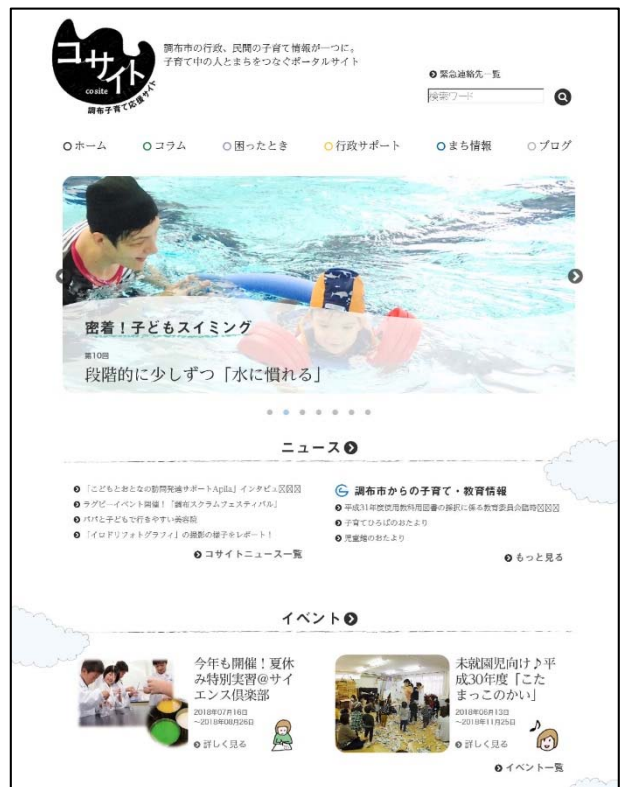 コサイト
cosite
調布子育て応援サイト
調布市の行政、民間の子育て情報が一つに。
子育て中の人とまちをつなぐポータルサイト
緊急連絡先一覧
検索ワード
ホーム
コラム
困ったとき
行政サポート
まち情報
ブログ
密着！子どもスイミング
第10回
段階的に少しずつ「水に慣れる」
ニュース
「こどもとおとなの訪問発達サポートApila」インタビュ
ラグビーイベント開催！「調布スクラムフェスティバル」
パパと子どもで行きやすい美容院
「イロドリフォトグラフィ」の撮影の様子をレポート！
コサイトニュース一覧
調布市からの子育て・教育情報
平成31年度使用教科用図書の採択に係る教育委員会臨時
子育てひろばのおたより
児童館のおたより
もっと見る
イベント
今年も開催！夏休
み特別実習@サイ
エンス倶楽部
2018年07月16日
～2018年08月26日
詳しく見る
未就園児向け♪平
成30年度「こた
まっこのかい」
2018年06月13日
～2018年11月25日
詳しく見る
イベント一覧